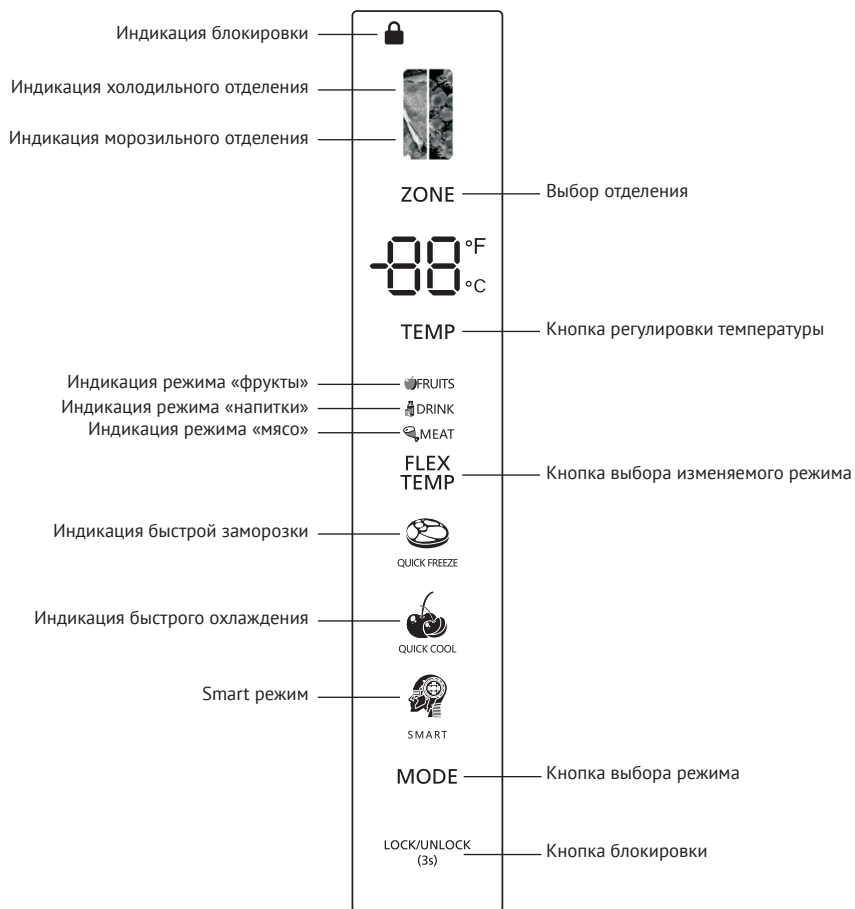 Индикация блокировки
Индикация холодильного отделения
Индикация морозильного отделения
ZONE
Выбор отделения
-88 °F
°C
TEMP
Кнопка регулировки температуры
Индикация режима «фрукты»
FRUITS
Индикация режима «напитки»
DRINK
Индикация режима «мясо»
MEAT
FLEX
TEMP
Кнопка выбора изменяемого режима
Индикация быстрой заморозки
QUICK FREEZE
Индикация быстрого охлаждения
QUICK COOL
Smart режим
SMART
MODE
Кнопка выбора режима
LOCK/UNLOCK
(3s)
Кнопка блокировки